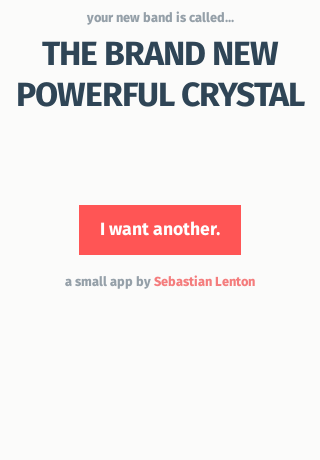 your new band is called...
THE BRAND NEW
POWERFUL CRYSTAL
I want another.
a small app by Sebastian Lenton